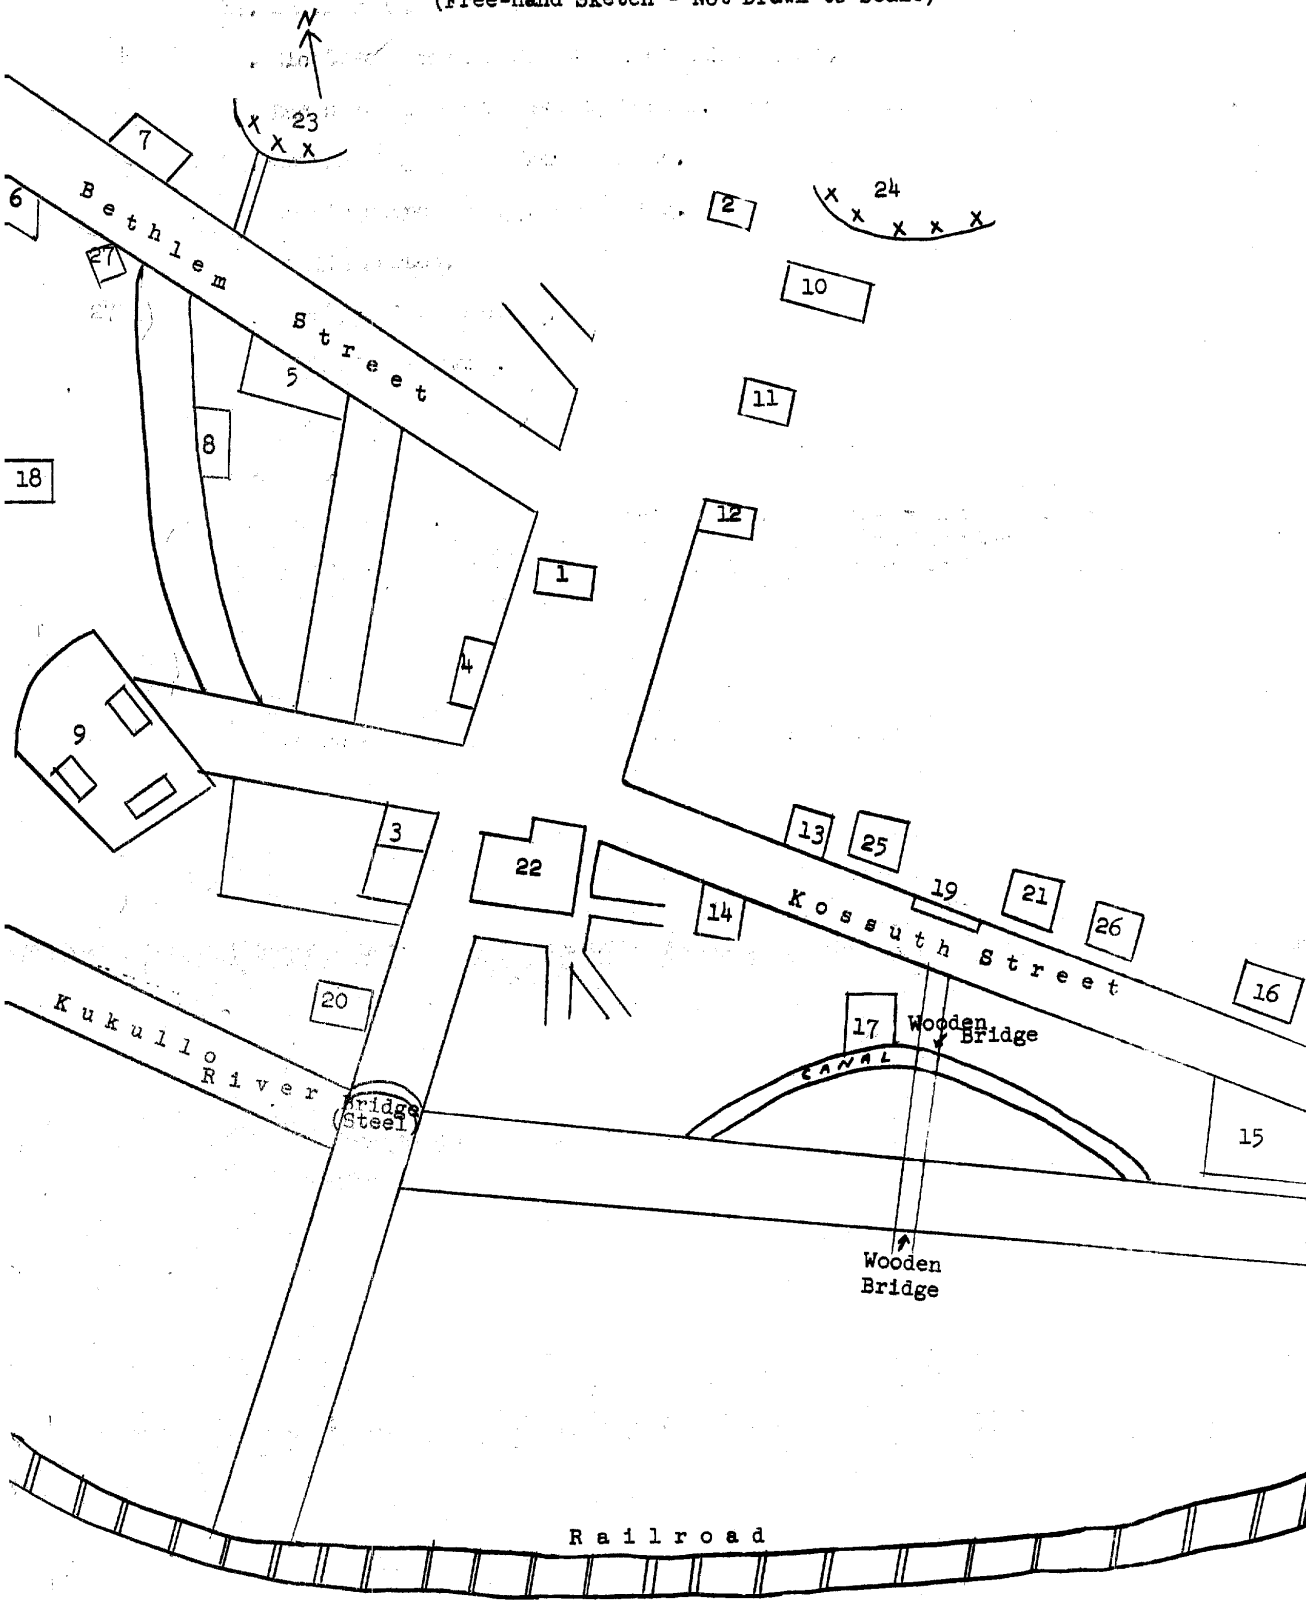 (Free-hand Sketch - Not Drawn to Scale)
N
23
7
24
6
2
Bethlem Street
27
10
5
11
8
18
12
1
4
9
13
25
3
22
19
21
14
26
Kossuth Street
16
20
17
Wooden
Bridge
Kukullo
River
CANAL
Bridge
(Steel)
15
Wooden
Bridge
Railroad